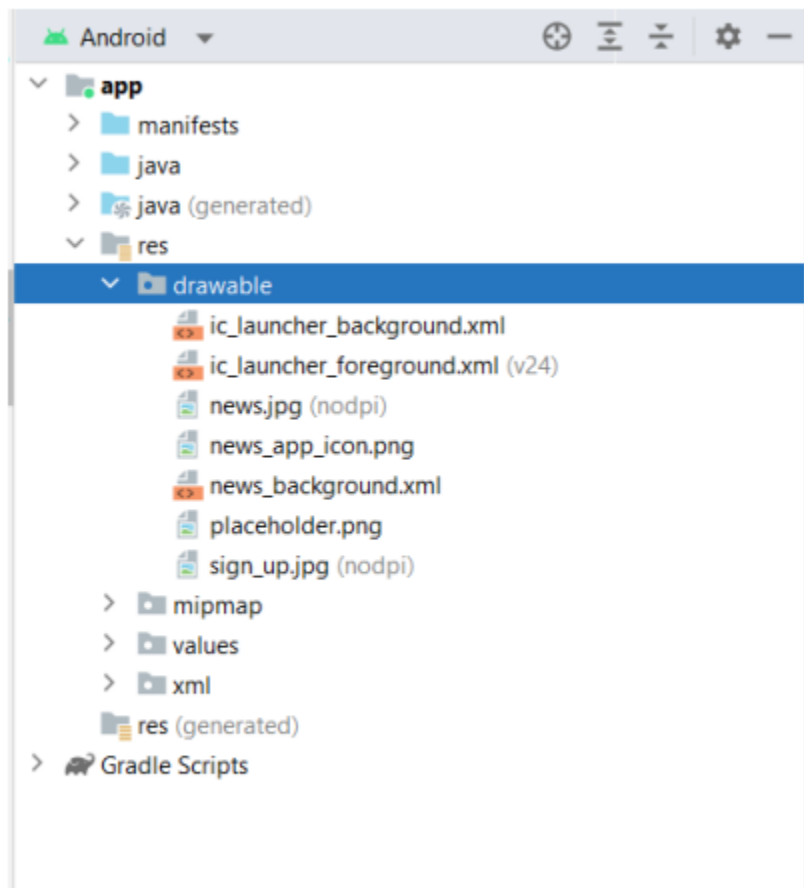 Android
app
manifests
java
java (generated)
res
drawable
ic_launcher_background.xml
ic_launcher_foreground.xml (v24)
news.jpg (nodpi)
news_app_icon.png
news_background.xml
placeholder.png
sign_up.jpg (nodpi)
mipmap
values
xml
res (generated)
Gradle Scripts